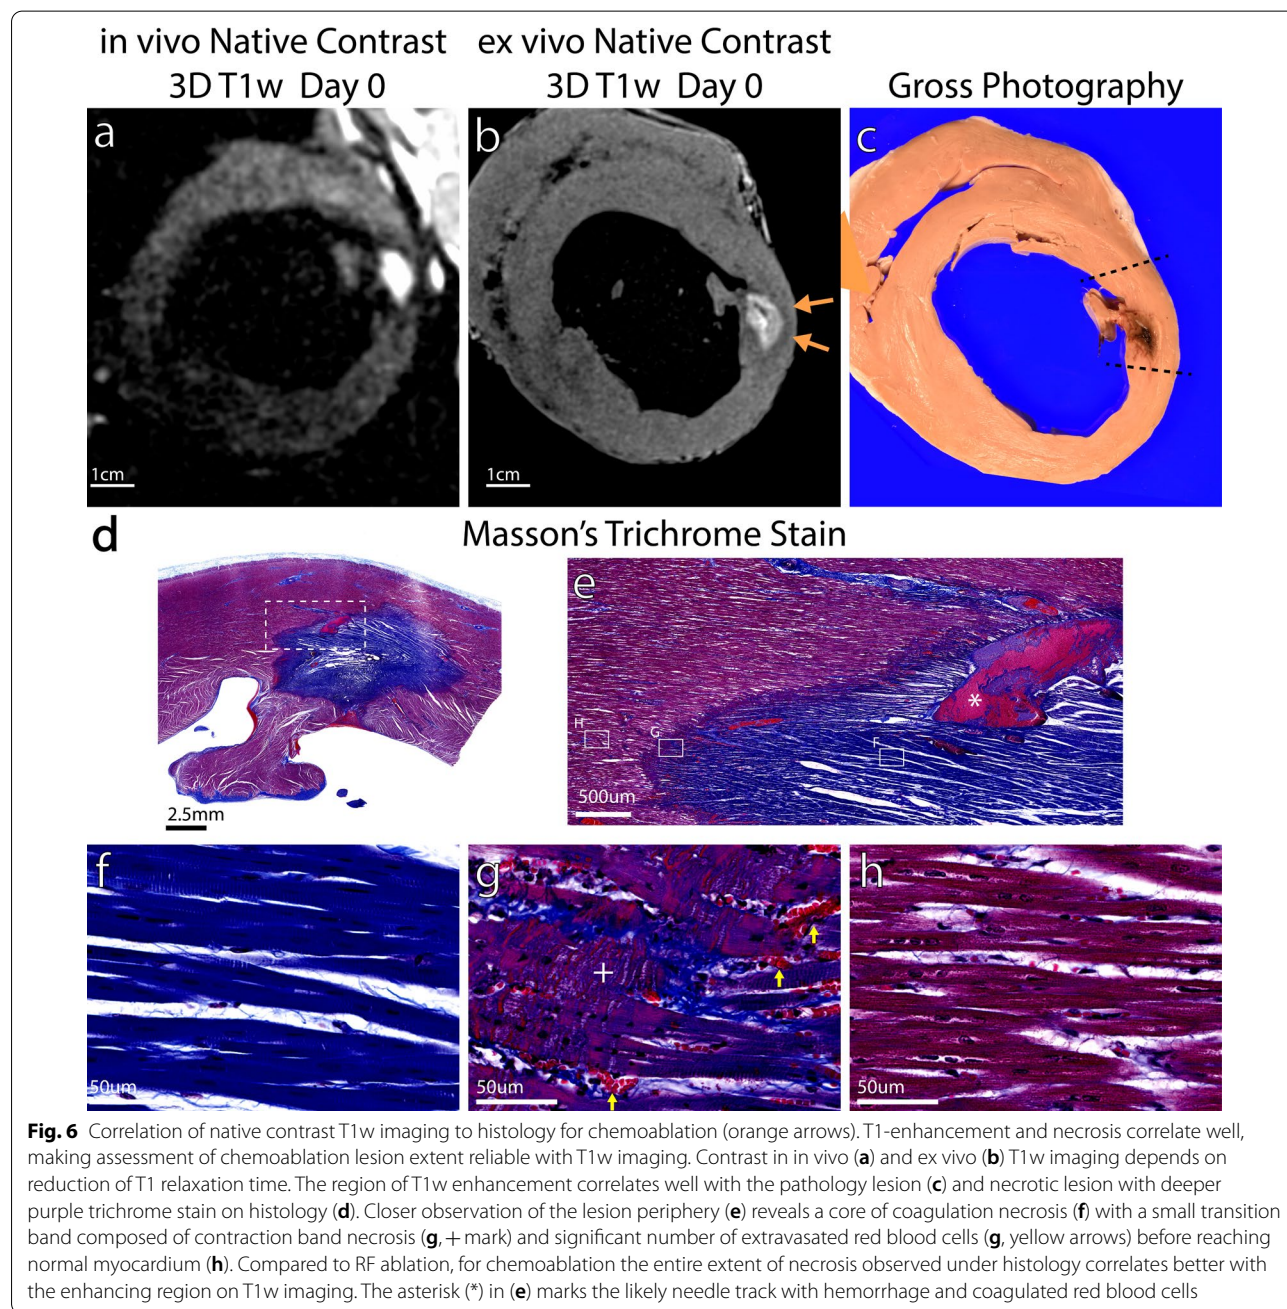 in vivo Native Contrast
3D T1w Day 0
ex vivo Native Contrast
3D T1w Day 0
Gross Photography
a
b
c
1cm
1cm
d
Masson's Trichrome Stain
e
H
G
F
*
2.5mm
500um
f
g
h
+
50um
50um
50um
Fig. 6 Correlation of native contrast T1w imaging to histology for chemoablation (orange arrows). T1-enhancement and necrosis correlate well,
making assessment of chemoablation lesion extent reliable with T1w imaging. Contrast in in vivo (a) and ex vivo (b) T1w imaging depends on
reduction of T1 relaxation time. The region of T1w enhancement correlates well with the pathology lesion (c) and necrotic lesion with deeper
purple trichrome stain on histology (d). Closer observation of the lesion periphery (e) reveals a core of coagulation necrosis (f) with a small transition
band composed of contraction band necrosis (g, + mark) and significant number of extravasated red blood cells (g, yellow arrows) before reaching
normal myocardium (h). Compared to RF ablation, for chemoablation the entire extent of necrosis observed under histology correlates better with
the enhancing region on T1w imaging. The asterisk (*) in (e) marks the likely needle track with hemorrhage and coagulated red blood cells